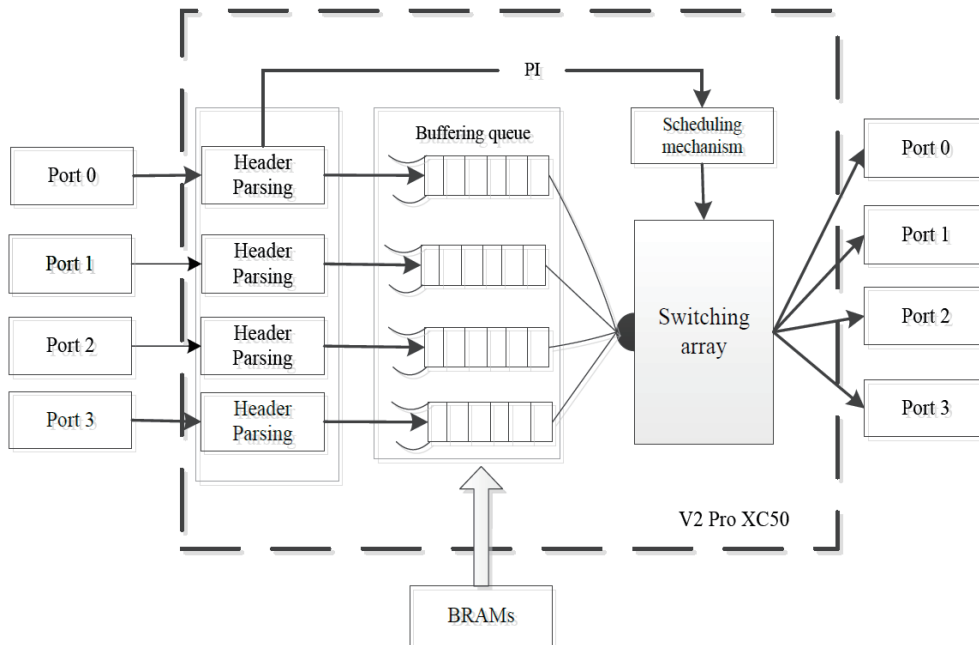 PI
Buffering queue
Scheduling
mechanism
Port 0
Header
Parsing
Port 0
Port 1
Header
Parsing
Port 1
Switching
array
Port 2
Header
Parsing
Port 2
Port 3
Header
Parsing
Port 3
V2 Pro XC50
BRAMs